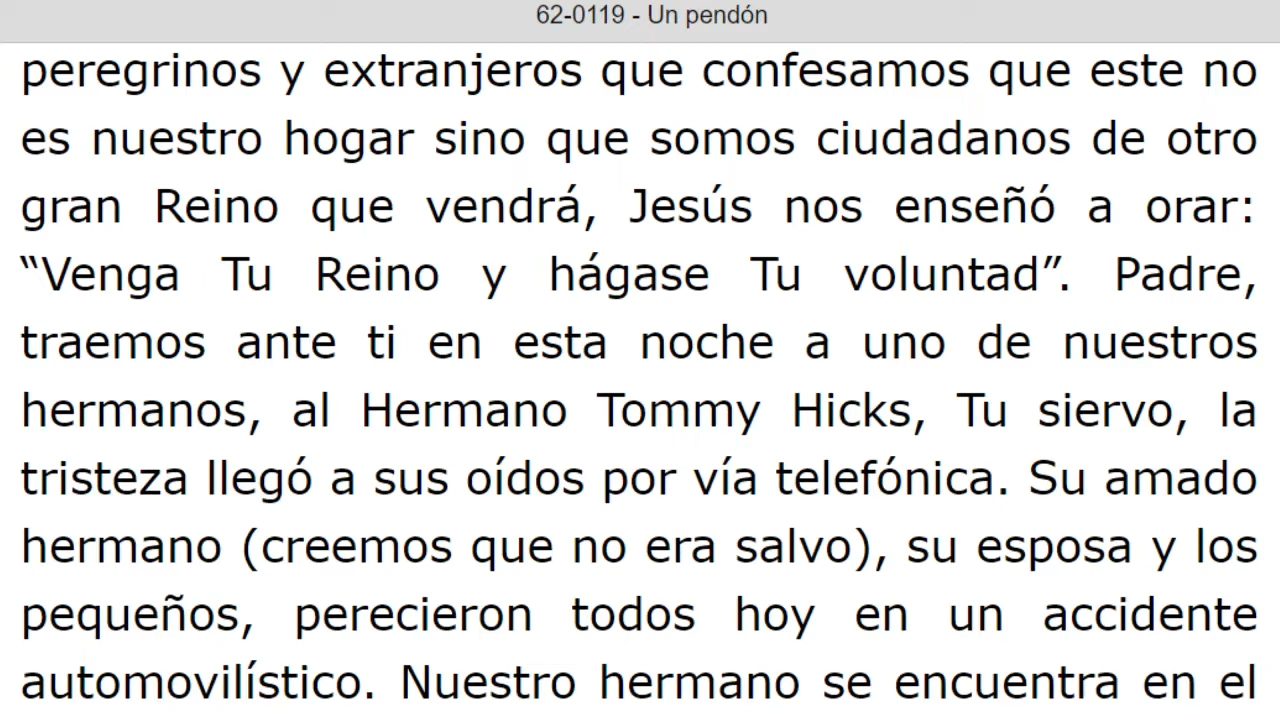 62-0119 - Un pendón
peregrinos y extranjeros que confesamos que este no
es nuestro hogar sino que somos ciudadanos de otro
gran Reino que vendrá, Jesús nos enseñó a orar:
“Venga Tu Reino y hágase Tu voluntad”. Padre,
traemos ante ti en esta noche a uno de nuestros
hermanos, al Hermano Tommy Hicks, Tu siervo, la
tristeza llegó a sus oídos por vía telefónica. Su amado
hermano (creemos que no era salvo), su esposa y los
pequeños, perecieron todos hoy en un accidente
automovilístico. Nuestro hermano se encuentra en el